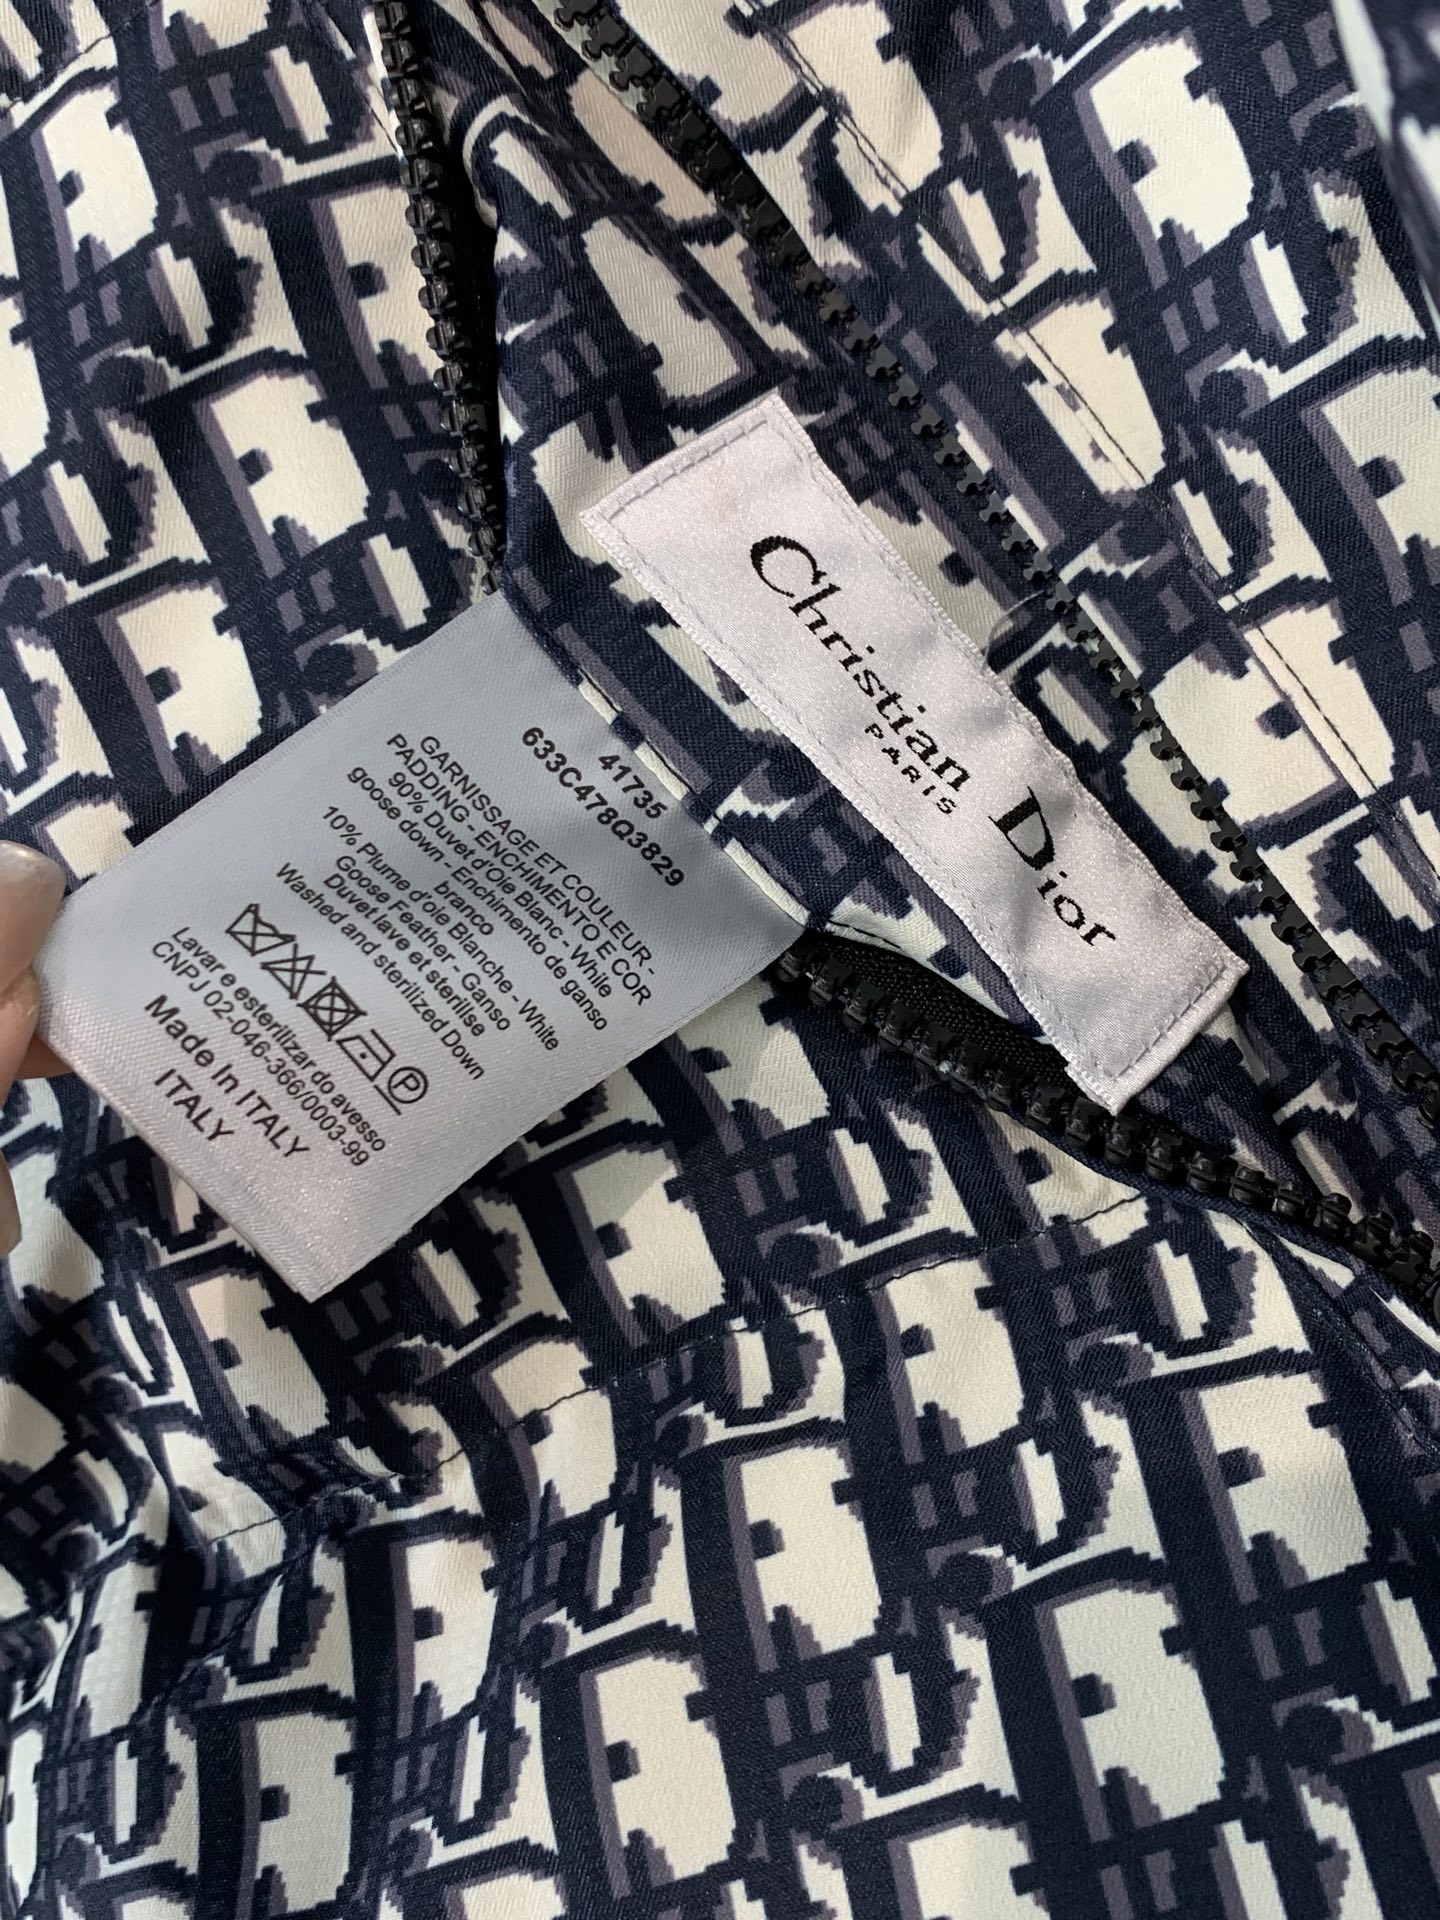 Christian Dior
PARIS
41735
633C478Q3829
GARNISSAGE ET COULEUR -
PADDING - ENCHIMENTO E COR
90% Duvet d'Oie Blanc - White
goose down - Enchimento de ganso
branco
10% Plume d'oie Blanche - White
Goose Feather - Ganso
Duvet lave et sterilise
Washed and sterilized Down
P
Lavar e esterilizar do avesso
CNPJ 02-046-366/0003-99
Made In ITALY
ITALY